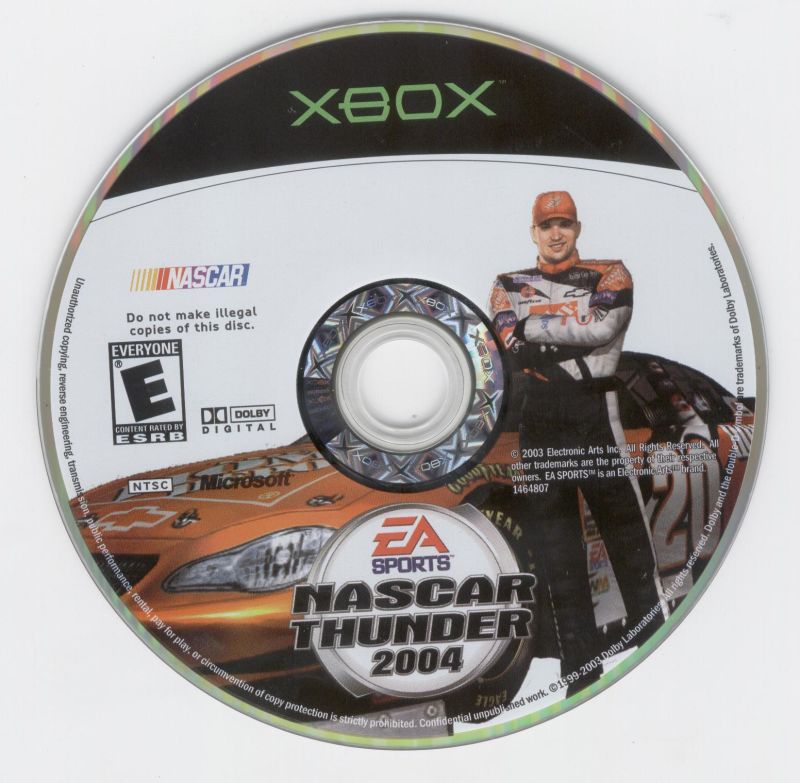 XBOX™
NASCAR
Do not make illegal
copies of this disc.
EVERYONE
E
®
CONTENT RATED BY
ESRB
DOLBY
DIGITAL
NTSC
Microsoft®
XBOX
© 2003 Electronic Arts Inc. All Rights Reserved. All
other trademarks are the property of their respective
owners. EA SPORTS™ is an Electronic Arts™ brand.
1464807
GOODYEAR
EAGLE
EA
SPORTS™
NASCAR
THUNDER
2004
Unauthorized copying, reverse engineering, transmission, public performance, rental, pay for play, or circumvention of copy protection is strictly prohibited. Confidential unpublished work. ©1999-2003 Dolby Laboratories. All rights reserved. Dolby and the double-D symbol are trademarks of Dolby Laboratories.